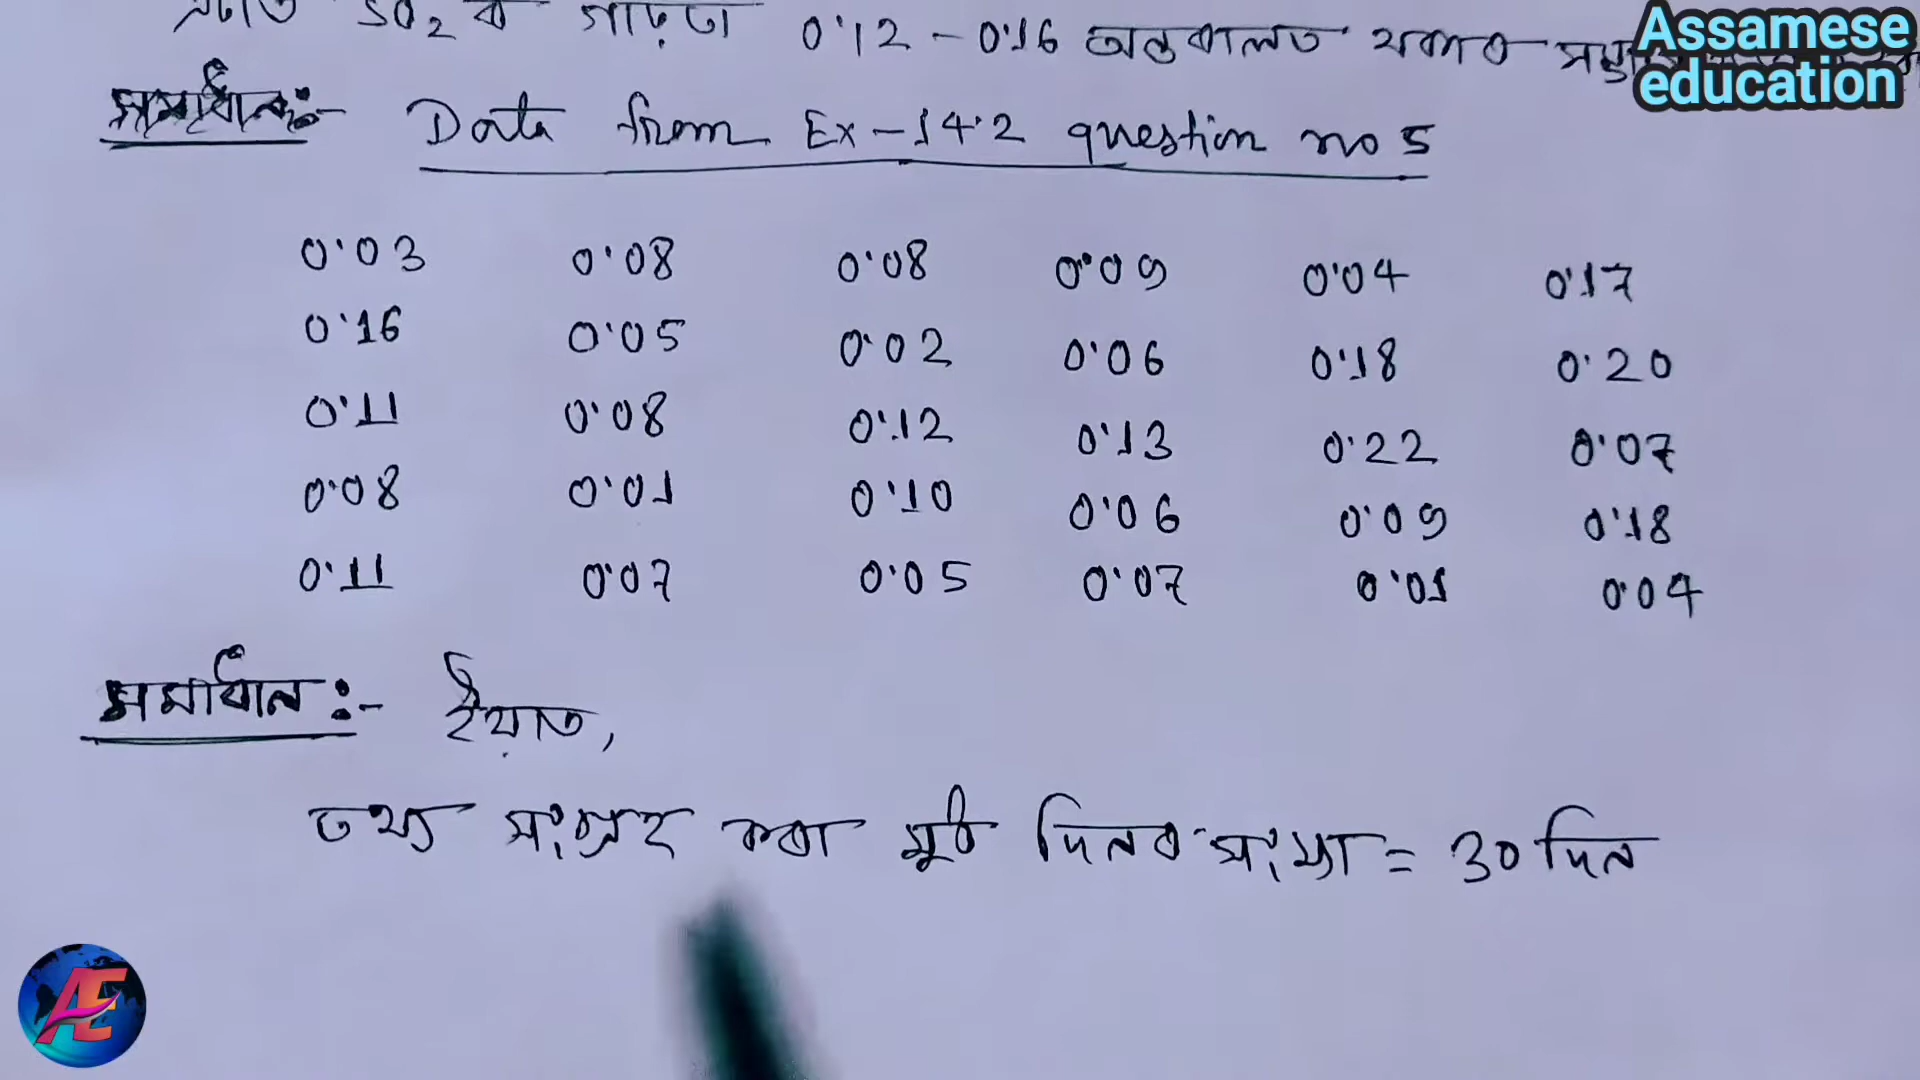 SO₂ ৰ গাঢ়তা 0.12 - 0.16 অন্তৰালত থকাৰ
Assamese education
সমাধান:- Data from Ex-14.2 question no 5
0.03 0.08 0.08 0.09 0.04 0.17
0.16 0.05 0.02 0.06 0.18 0.20
0.11 0.08 0.12 0.13 0.22 0.07
0.08 0.01 0.10 0.06 0.09 0.18
0.11 0.07 0.05 0.07 0.01 0.04
সমাধান:- ইয়াত,
তথ্য সংগ্ৰহ কৰা মুঠ দিনৰ সংখ্যা = 30 দিন
AE